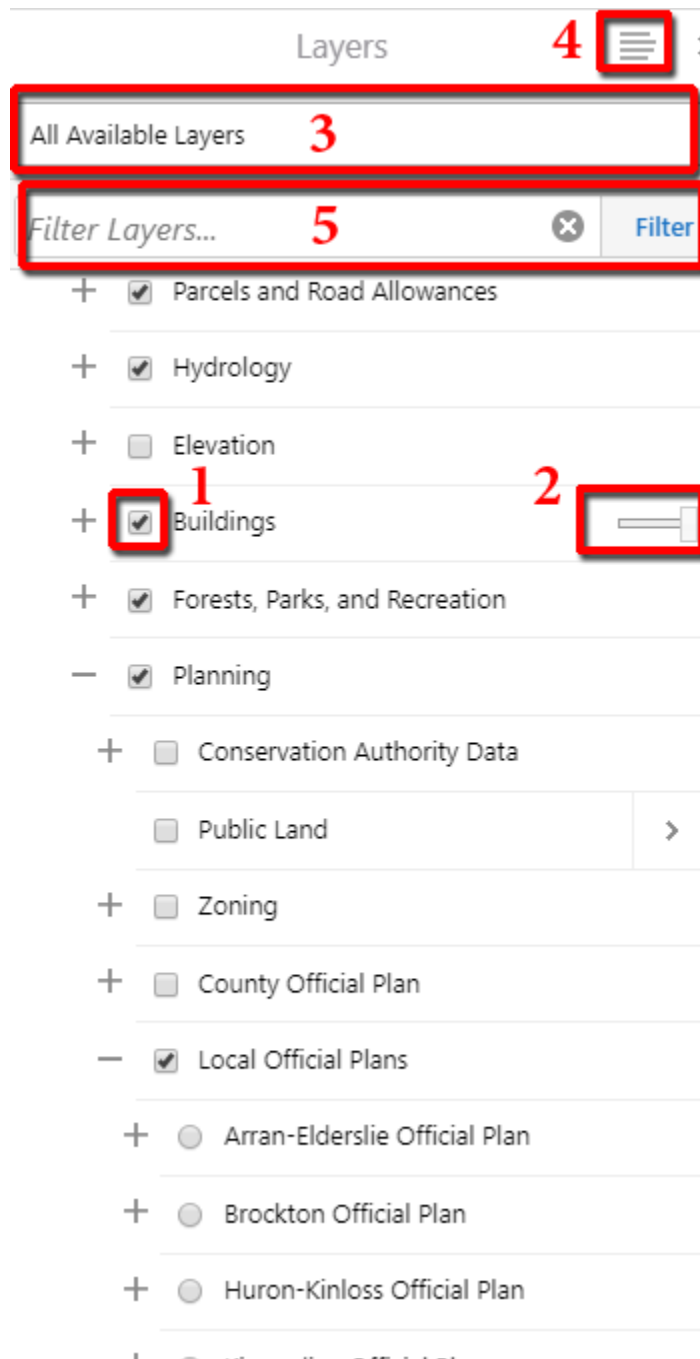 Layers 4
All Available Layers 3
Filter Layers... 5 Filter
Parcels and Road Allowances
Hydrology
Elevation
1 2
Buildings
Forests, Parks, and Recreation
Planning
Conservation Authority Data
Public Land
Zoning
County Official Plan
Local Official Plans
Arran-Elderslie Official Plan
Brockton Official Plan
Huron-Kinloss Official Plan